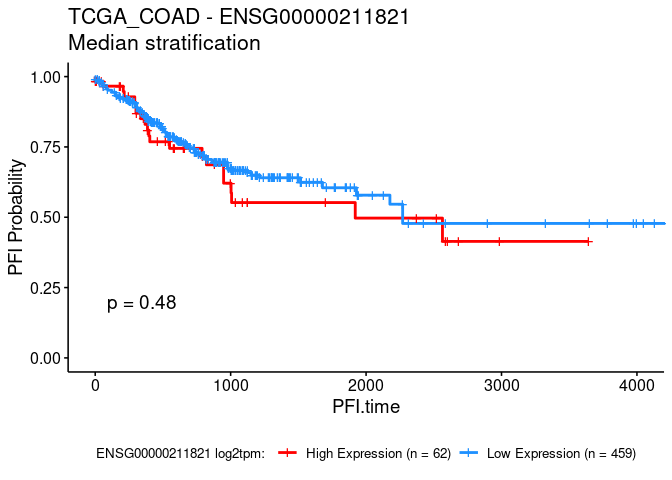 TCGA_COAD - ENSG00000211821
Median stratification
1.00
0.75
0.50
0.25
0.00
PFI Probability
p = 0.48
0 1000 2000 3000 4000
PFI.time
ENSG00000211821 log2tpm: High Expression (n = 62) Low Expression (n = 459)